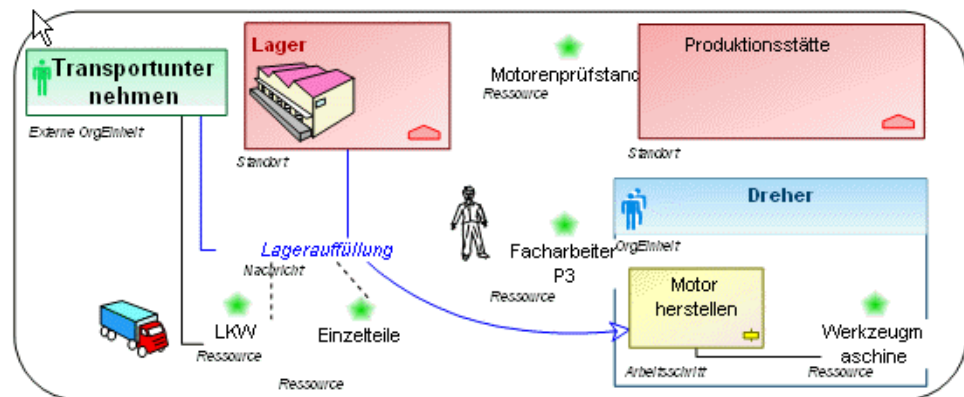 Transportunter
nehmen
Externe OrgEinheit
Lager
Standort
Motorenprüfstand
Ressource
Produktionsstätte
Standort
Facharbeiter
P3
Ressource
Dreher
OrgEinheit
Lagerauffüllung
Nachricht
LKW
Ressource
Einzelteile
Ressource
Motor
herstellen
Arbeitsschritt
Werkzeugm
aschine
Ressource